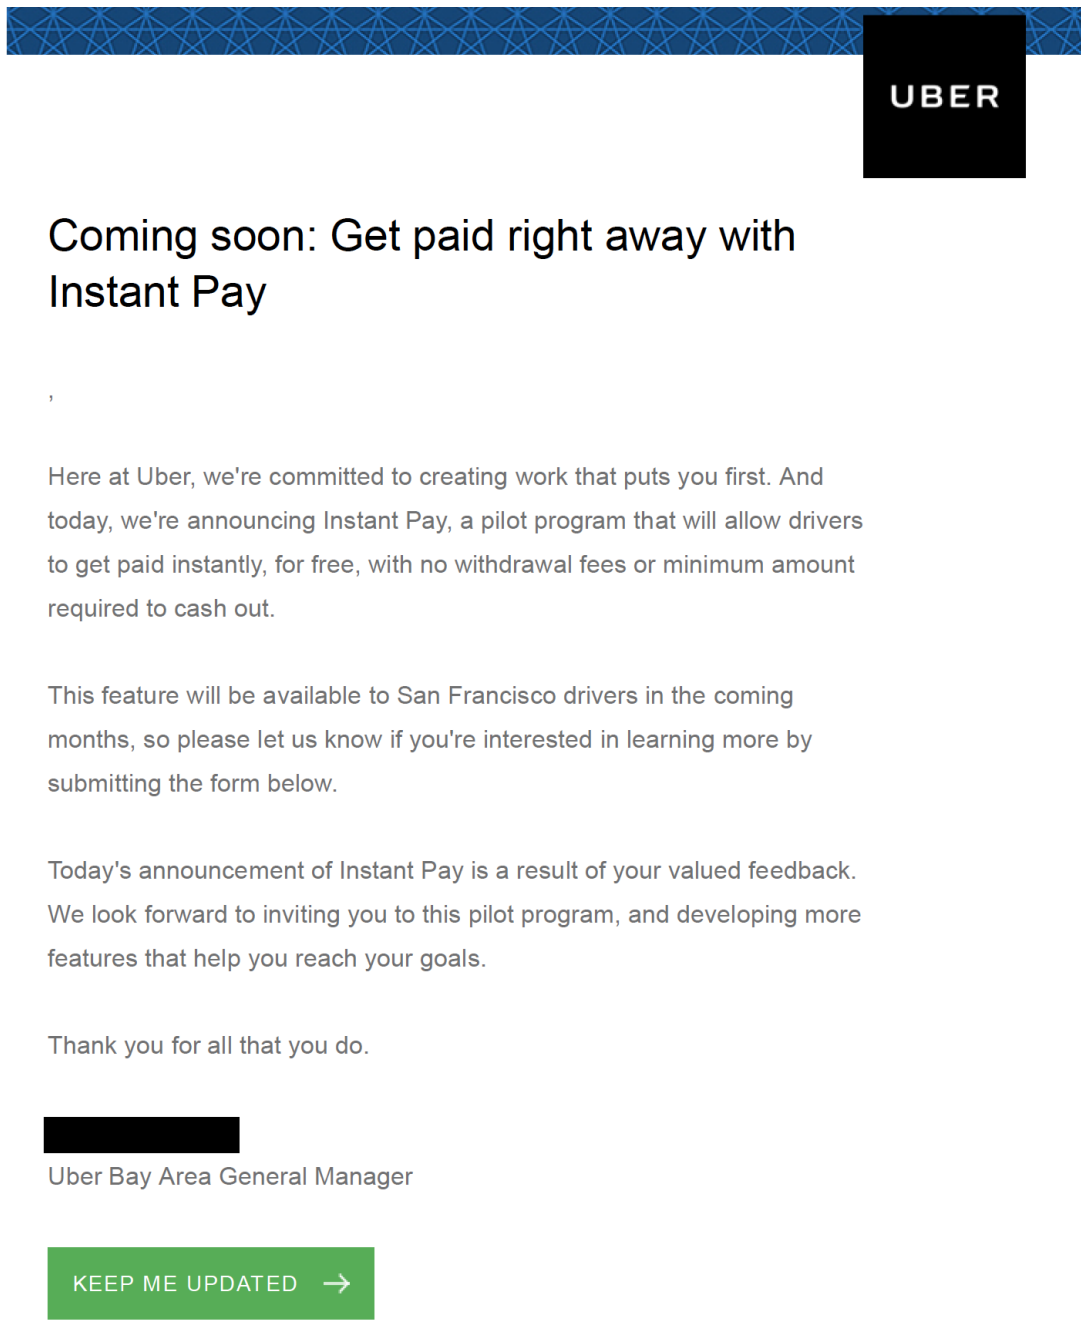 UBER
Coming soon: Get paid right away with
Instant Pay
,
Here at Uber, we're committed to creating work that puts you first. And
today, we're announcing Instant Pay, a pilot program that will allow drivers
to get paid instantly, for free, with no withdrawal fees or minimum amount
required to cash out.
This feature will be available to San Francisco drivers in the coming
months, so please let us know if you're interested in learning more by
submitting the form below.
Today's announcement of Instant Pay is a result of your valued feedback.
We look forward to inviting you to this pilot program, and developing more
features that help you reach your goals.
Thank you for all that you do.
Uber Bay Area General Manager
KEEP ME UPDATED →